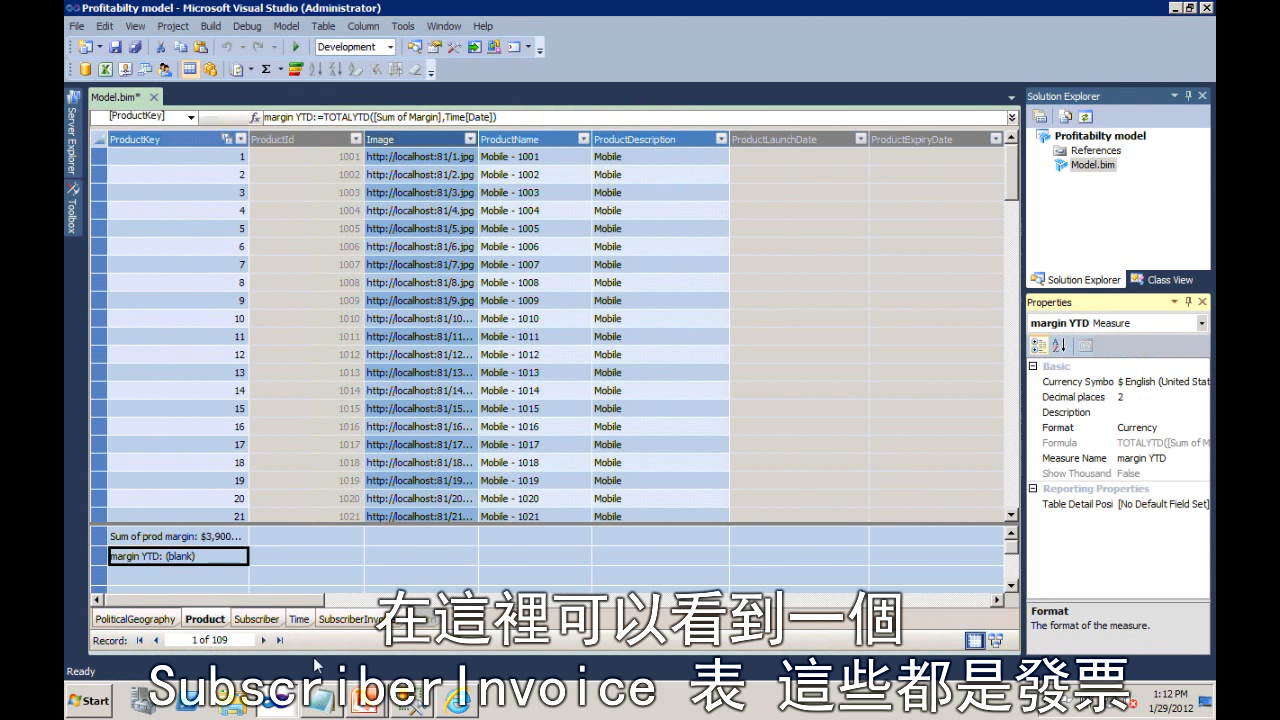 Profitabilty model - Microsoft Visual Studio (Administrator)
File Edit View Project Build Debug Model Table Column Tools Window Help
Development
Model.bim*
[ProductKey] fx margin YTD:=TOTALYTD([Sum of Margin],Time[Date])
ProductKey ProductId Image ProductName ProductDescription ProductLaunchDate ProductExpiryDate
1 1001 http://localhost:81/1.jpg Mobile - 1001 Mobile
2 1002 http://localhost:81/2.jpg Mobile - 1002 Mobile
3 1003 http://localhost:81/3.jpg Mobile - 1003 Mobile
4 1004 http://localhost:81/4.jpg Mobile - 1004 Mobile
5 1005 http://localhost:81/5.jpg Mobile - 1005 Mobile
6 1006 http://localhost:81/6.jpg Mobile - 1006 Mobile
7 1007 http://localhost:81/7.jpg Mobile - 1007 Mobile
8 1008 http://localhost:81/8.jpg Mobile - 1008 Mobile
9 1009 http://localhost:81/9.jpg Mobile - 1009 Mobile
10 1010 http://localhost:81/10... Mobile - 1010 Mobile
11 1011 http://localhost:81/11... Mobile - 1011 Mobile
12 1012 http://localhost:81/12... Mobile - 1012 Mobile
13 1013 http://localhost:81/13... Mobile - 1013 Mobile
14 1014 http://localhost:81/14... Mobile - 1014 Mobile
15 1015 http://localhost:81/15... Mobile - 1015 Mobile
16 1016 http://localhost:81/16... Mobile - 1016 Mobile
17 1017 http://localhost:81/17... Mobile - 1017 Mobile
18 1018 http://localhost:81/18... Mobile - 1018 Mobile
19 1019 http://localhost:81/19... Mobile - 1019 Mobile
20 1020 http://localhost:81/20... Mobile - 1020 Mobile
21 1021 http://localhost:81/21... Mobile - 1021 Mobile
Sum of prod margin: $3,900...
margin YTD: (blank)
PoliticalGeography Product Subscriber Time
Record: 1 of 109
Ready
Server Explorer
Toolbox
Solution Explorer
Profitabilty model
References
Model.bim
Solution Explorer Class View
Properties
margin YTD Measure
Basic
Currency Symbo $ English (United Stat
Decimal places 2
Description
Format Currency
Formula TOTALYTD([Sum of M
Measure Name margin YTD
Show Thousand False
Reporting Properties
Table Detail Posi [No Default Field Set]
Format
The format of the measure.
在這裡可以看到一個
SubscriberInvoice 表 這些都是發票
Start
1:12 PM
1/29/2012